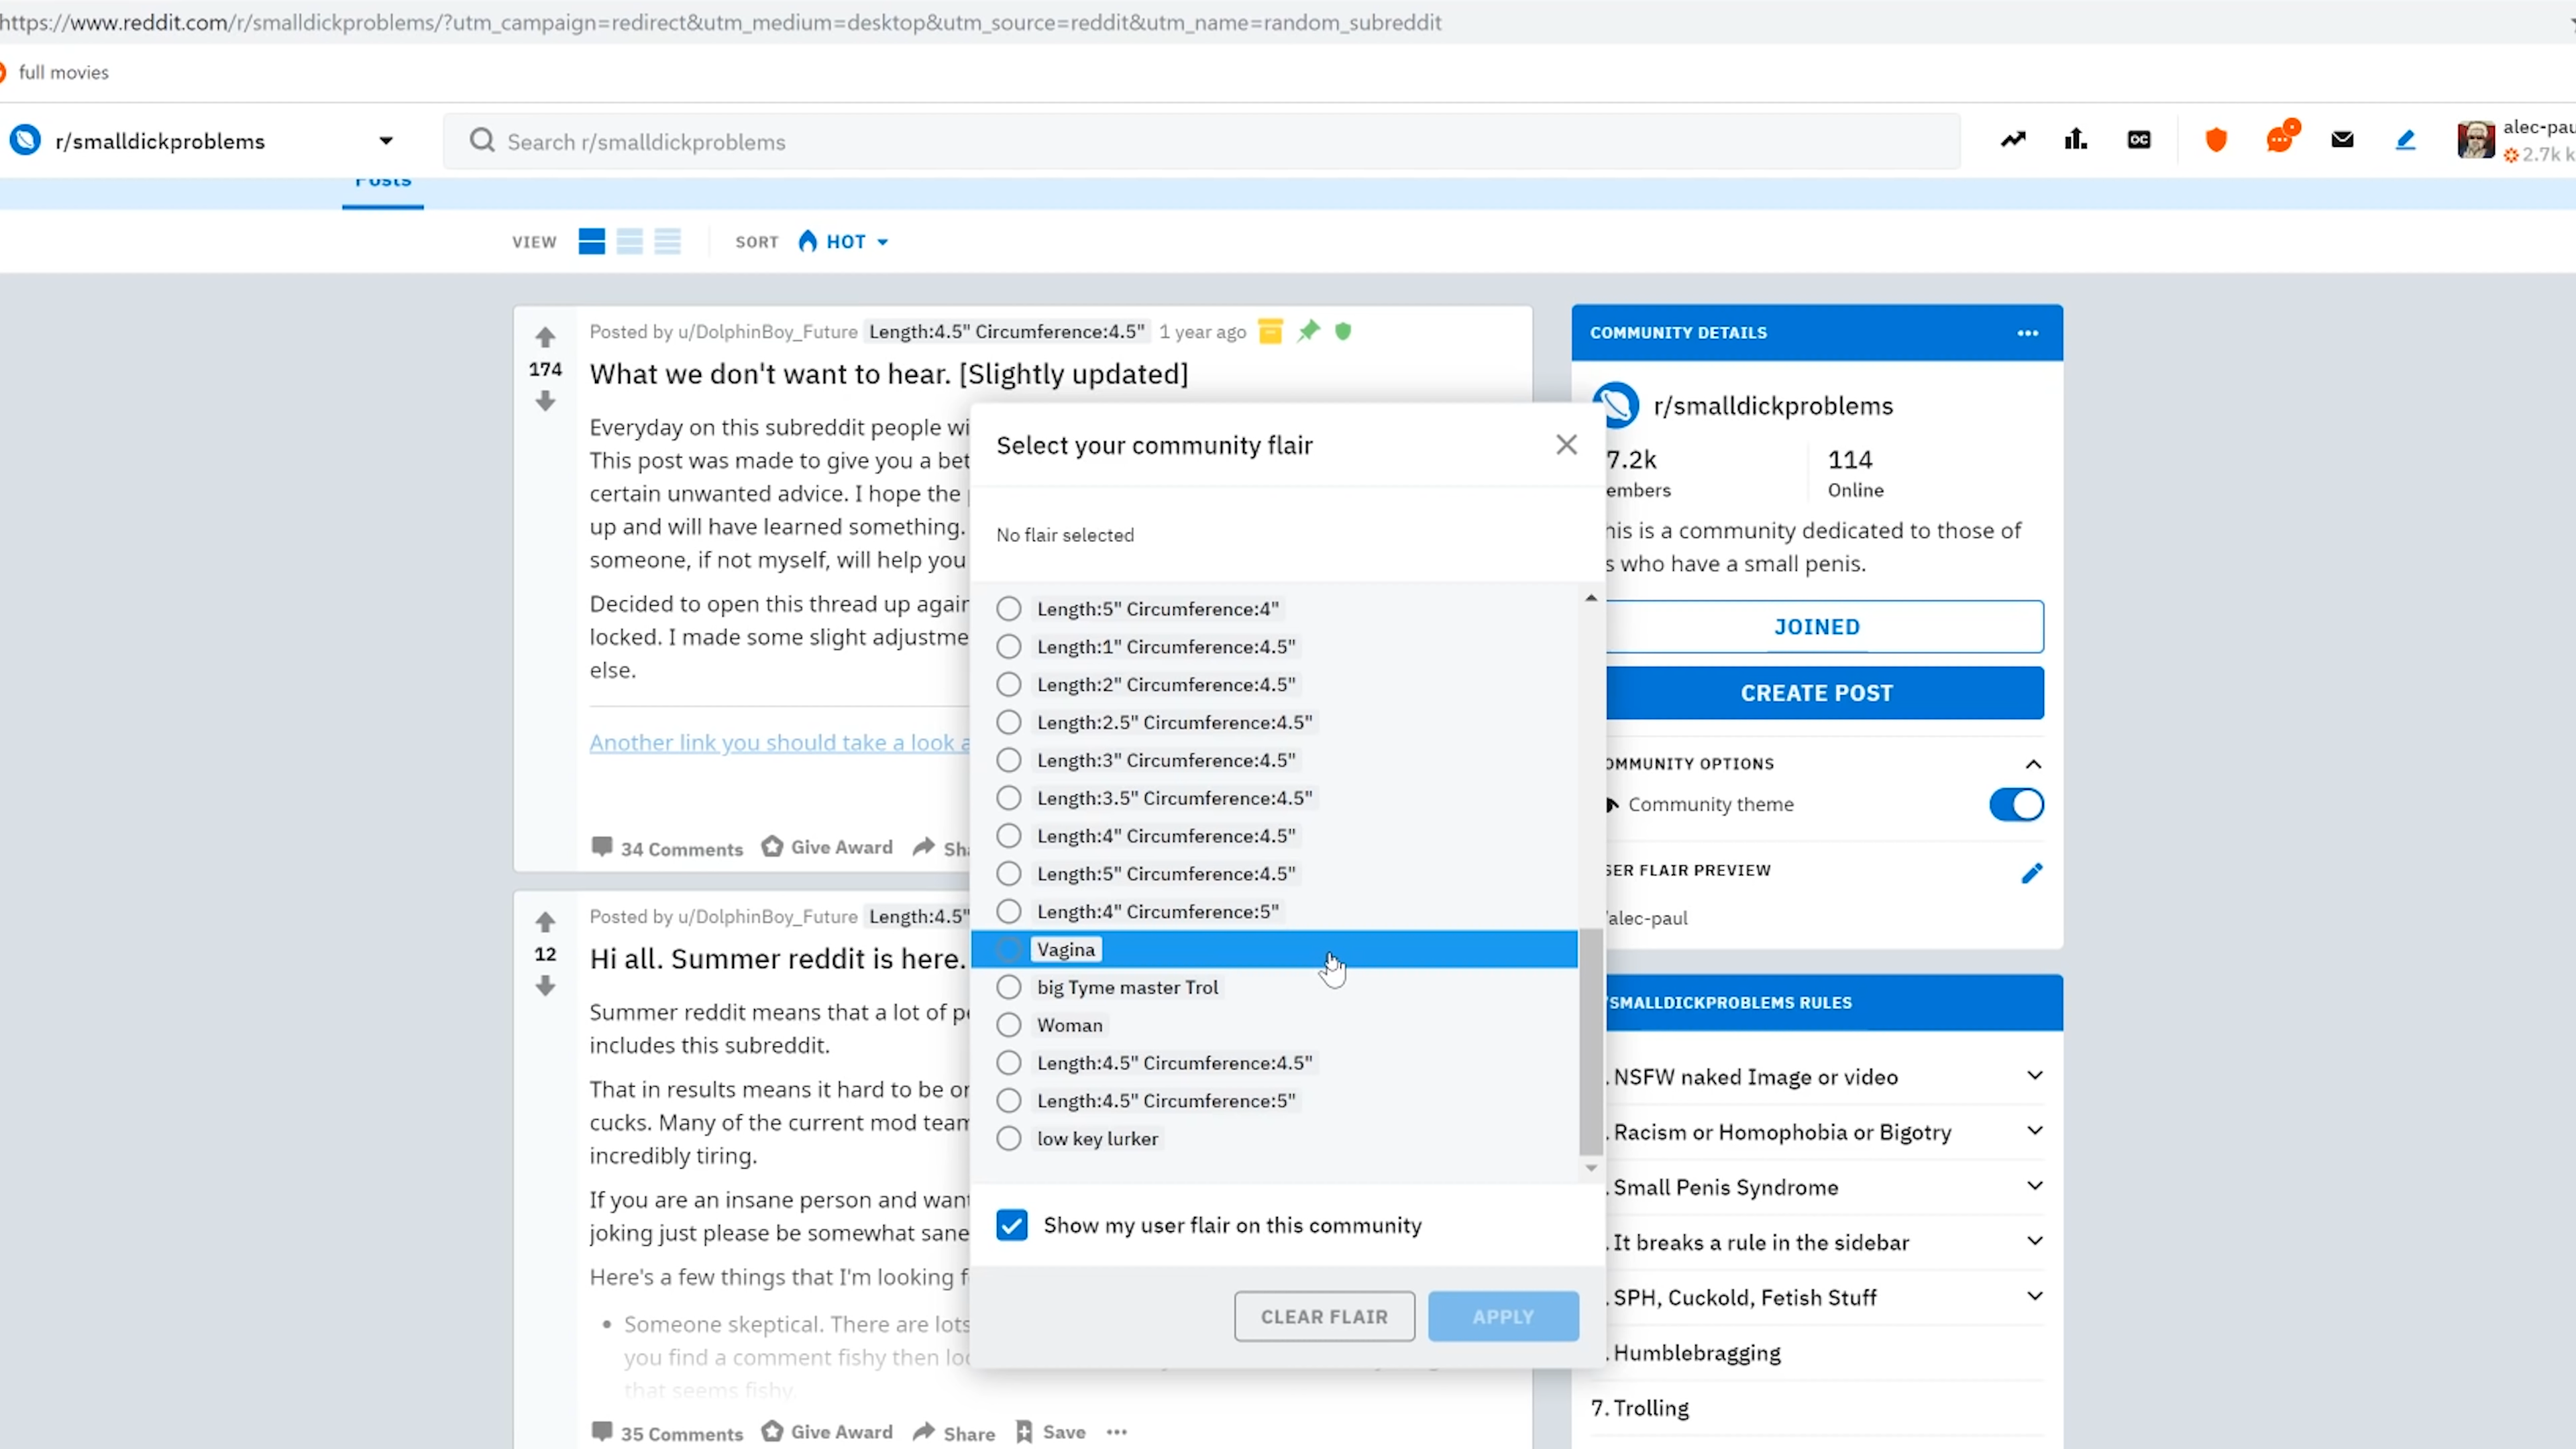 https://www.reddit.com/r/smalldickproblems/?utm_campaign=redirect&utm_medium=desktop&utm_source=reddit&utm_name=random_subreddit
full movies
r/smalldickproblems
Search r/smalldickproblems
OC
alec-pau
2.7k k
Posts
VIEW SORT HOT
Posted by u/DolphinBoy_Future Length:4.5" Circumference:4.5" 1 year ago
174
What we don't want to hear. [Slightly updated]
Everyday on this subreddit people wi
This post was made to give you a bet
certain unwanted advice. I hope the
up and will have learned something.
someone, if not myself, will help you
Decided to open this thread up again
locked. I made some slight adjustme
else.
Another link you should take a look a
34 Comments Give Award Sha
Posted by u/DolphinBoy_Future Length:4.5"
12
Hi all. Summer reddit is here.
Summer reddit means that a lot of pe
includes this subreddit.
That in results means it hard to be or
cucks. Many of the current mod team
incredibly tiring.
If you are an insane person and want
joking just please be somewhat sane
Here's a few things that I'm looking f
• Someone skeptical. There are lots
you find a comment fishy then loo
that seems fishy.
35 Comments Give Award Share Save
Select your community flair
No flair selected
Length:5" Circumference:4"
Length:1" Circumference:4.5"
Length:2" Circumference:4.5"
Length:2.5" Circumference:4.5"
Length:3" Circumference:4.5"
Length:3.5" Circumference:4.5"
Length:4" Circumference:4.5"
Length:5" Circumference:4.5"
Length:4" Circumference:5"
Vagina
big Tyme master Trol
Woman
Length:4.5" Circumference:4.5"
Length:4.5" Circumference:5"
low key lurker
Show my user flair on this community
CLEAR FLAIR APPLY
COMMUNITY DETAILS
r/smalldickproblems
7.2k 114
embers Online
his is a community dedicated to those of
s who have a small penis.
JOINED
CREATE POST
OMMUNITY OPTIONS
Community theme
SER FLAIR PREVIEW
alec-paul
SMALLDICKPROBLEMS RULES
. NSFW naked Image or video
. Racism or Homophobia or Bigotry
. Small Penis Syndrome
. It breaks a rule in the sidebar
. SPH, Cuckold, Fetish Stuff
. Humblebragging
7. Trolling